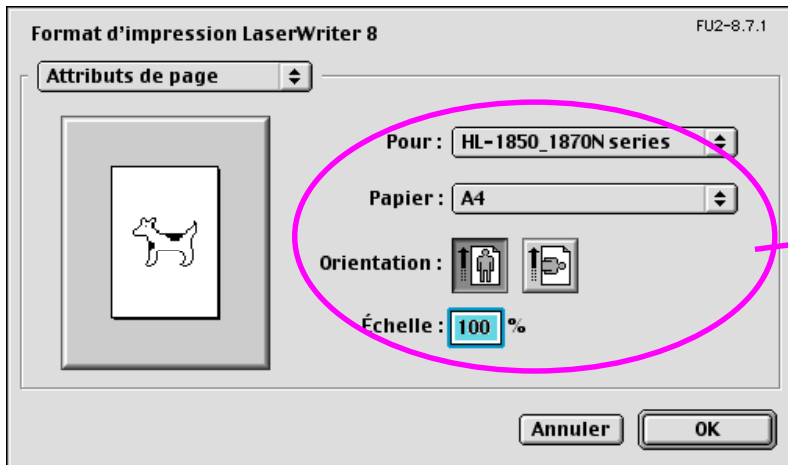 Format d’impression LaserWriter 8
FU2-8.7.1
Attributs de page
Pour : HL-1850_1870N series
Papier : A4
Orientation :
Échelle : 100 %
Annuler OK